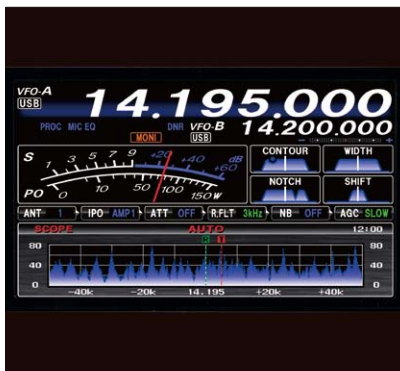 VFO-A 14.195.000
USB
PROC MIC EQ DNR VFO-B 14.200.000
MONI USB
S 1 3 5 7 9 +20 +40 +60 dB
PO 0 10 50 100 150 W
CONTOUR WIDTH
NOTCH SHIFT
ANT 1 IPO AMP1 ATT OFF R.FLT 3kHz NB OFF AGC SLOW
SCOPE AUTO 12:00
80 R T 80
40 40
0 0
-40k -20k 14.195 +20k +40k